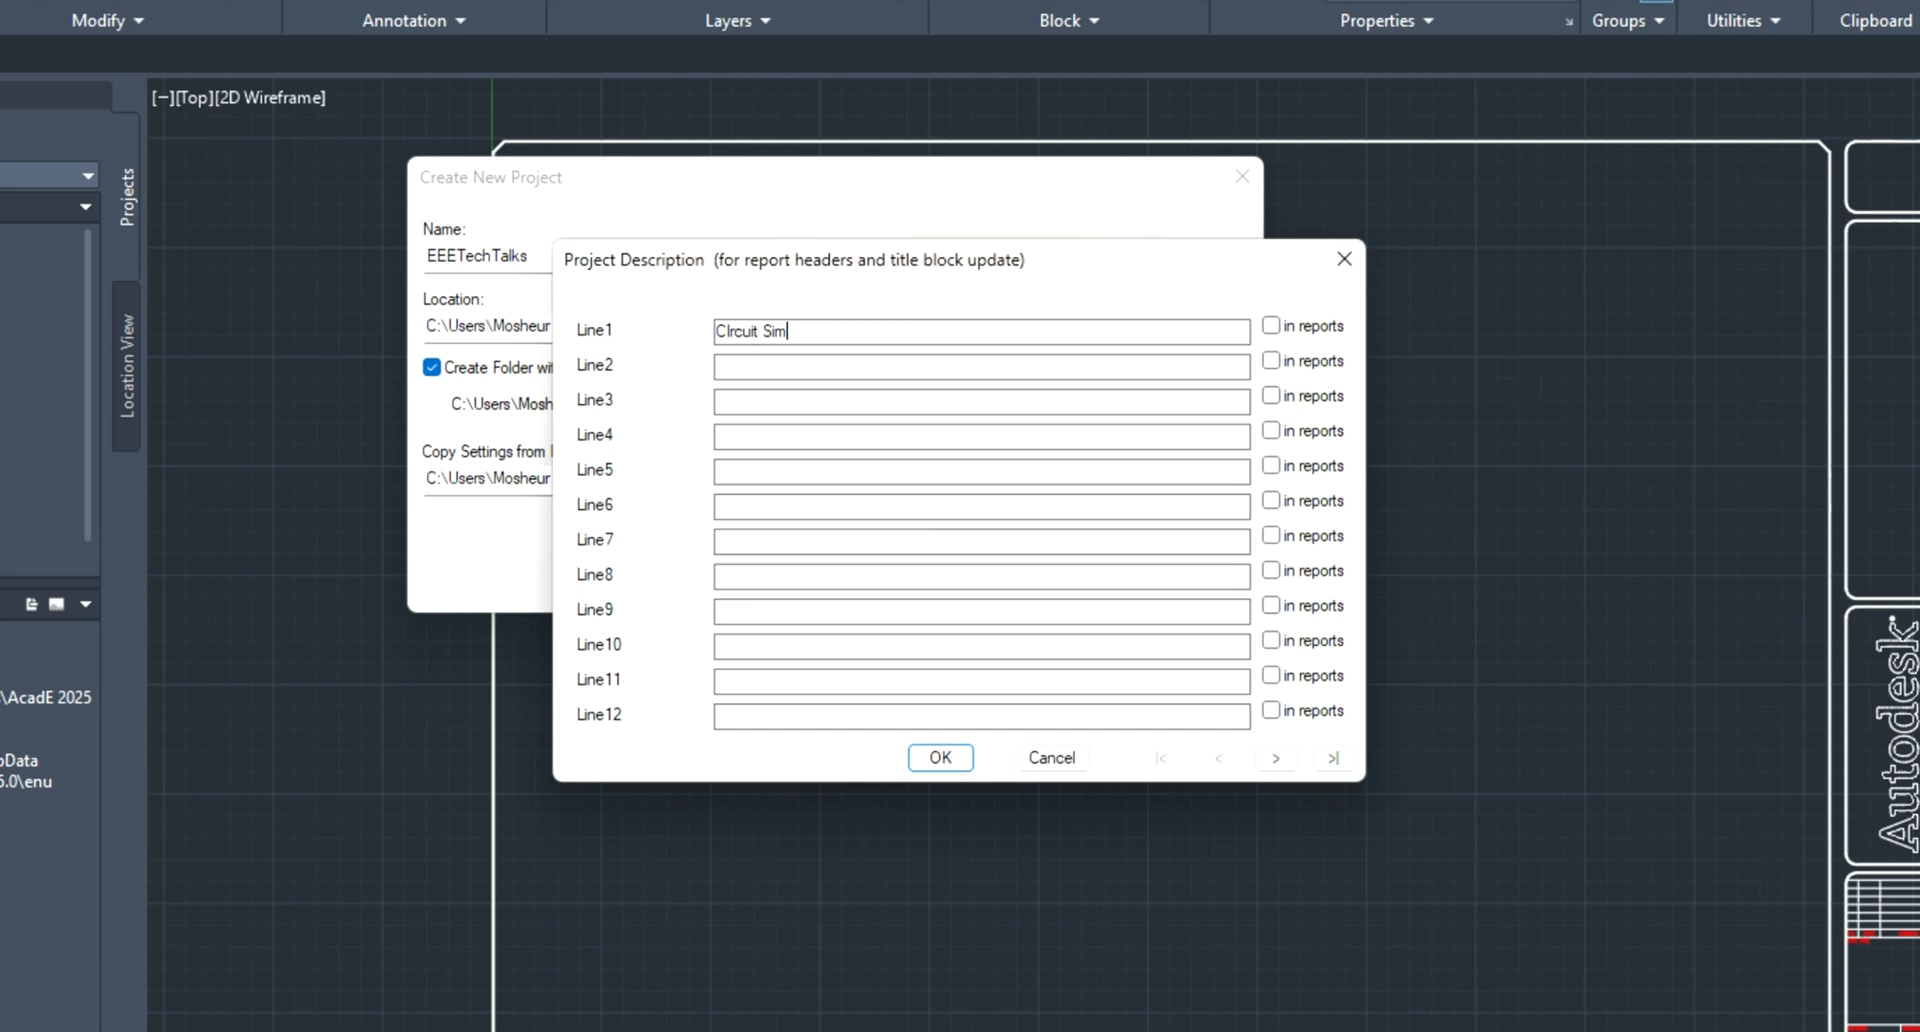 Modify
Annotation
Layers
Block
Properties
Groups
Utilities
Clipboard
[−][Top][2D Wireframe]
Projects
Location View
\AcadE 2025
Data
5.0\enu
Create New Project
Name:
EEETechTalks
Location:
C:\Users\Mosheur
Create Folder wit
C:\Users\Mosh
Copy Settings from
C:\Users\Mosheur
Project Description (for report headers and title block update)
Line1 CIrcuit Sim in reports
Line2 in reports
Line3 in reports
Line4 in reports
Line5 in reports
Line6 in reports
Line7 in reports
Line8 in reports
Line9 in reports
Line10 in reports
Line11 in reports
Line12 in reports
OK Cancel |< < > >|
Autodesk